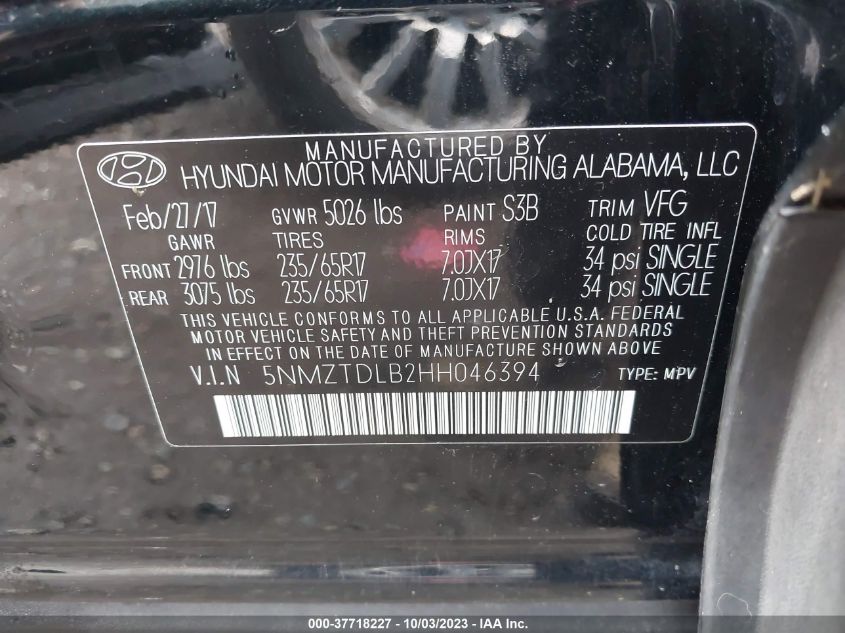 MANUFACTURED BY
HYUNDAI MOTOR MANUFACTURING ALABAMA, LLC
Feb/27/17 GVWR 5026 lbs PAINT S3B TRIM VFG
GAWR TIRES RIMS COLD TIRE INFL
FRONT 2976 lbs 235/65R17 7.0JX17 34 psi SINGLE
REAR 3075 lbs 235/65R17 7.0JX17 34 psi SINGLE
THIS VEHICLE CONFORMS TO ALL APPLICABLE U.S.A. FEDERAL
MOTOR VEHICLE SAFETY AND THEFT PREVENTION STANDARDS
IN EFFECT ON THE DATE OF MANUFACTURE SHOWN ABOVE
V.I.N 5NMZTDLB2HH046394 TYPE: MPV
000-37718227 - 10/03/2023 - IAA Inc.